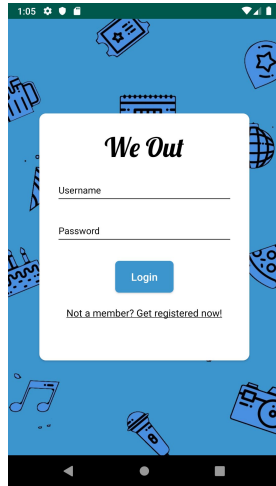 1:05
We Out
Username
Password
Login
Not a member? Get registered now!